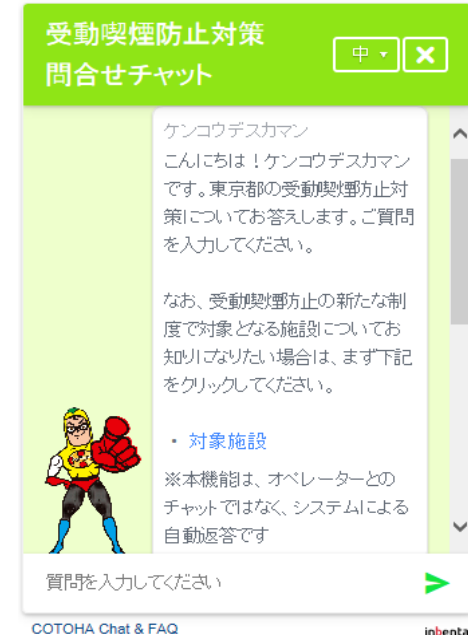 受動喫煙防止対策
問合せチャット
中
ケンコウデスカマン
こんにちは！ケンコウデスカマン
です。東京都の受動喫煙防止対
策についてお答えします。ご質問
を入力してください。
なお、受動喫煙防止の新たな制
度で対象となる施設についてお
知りになりたい場合は、まず下記
をクリックしてください。
・ 対象施設
※本機能は、オペレーターとの
チャットではなく、システムによる
自動返答です
質問を入力してください
COTOHA Chat & FAQ
inbenta